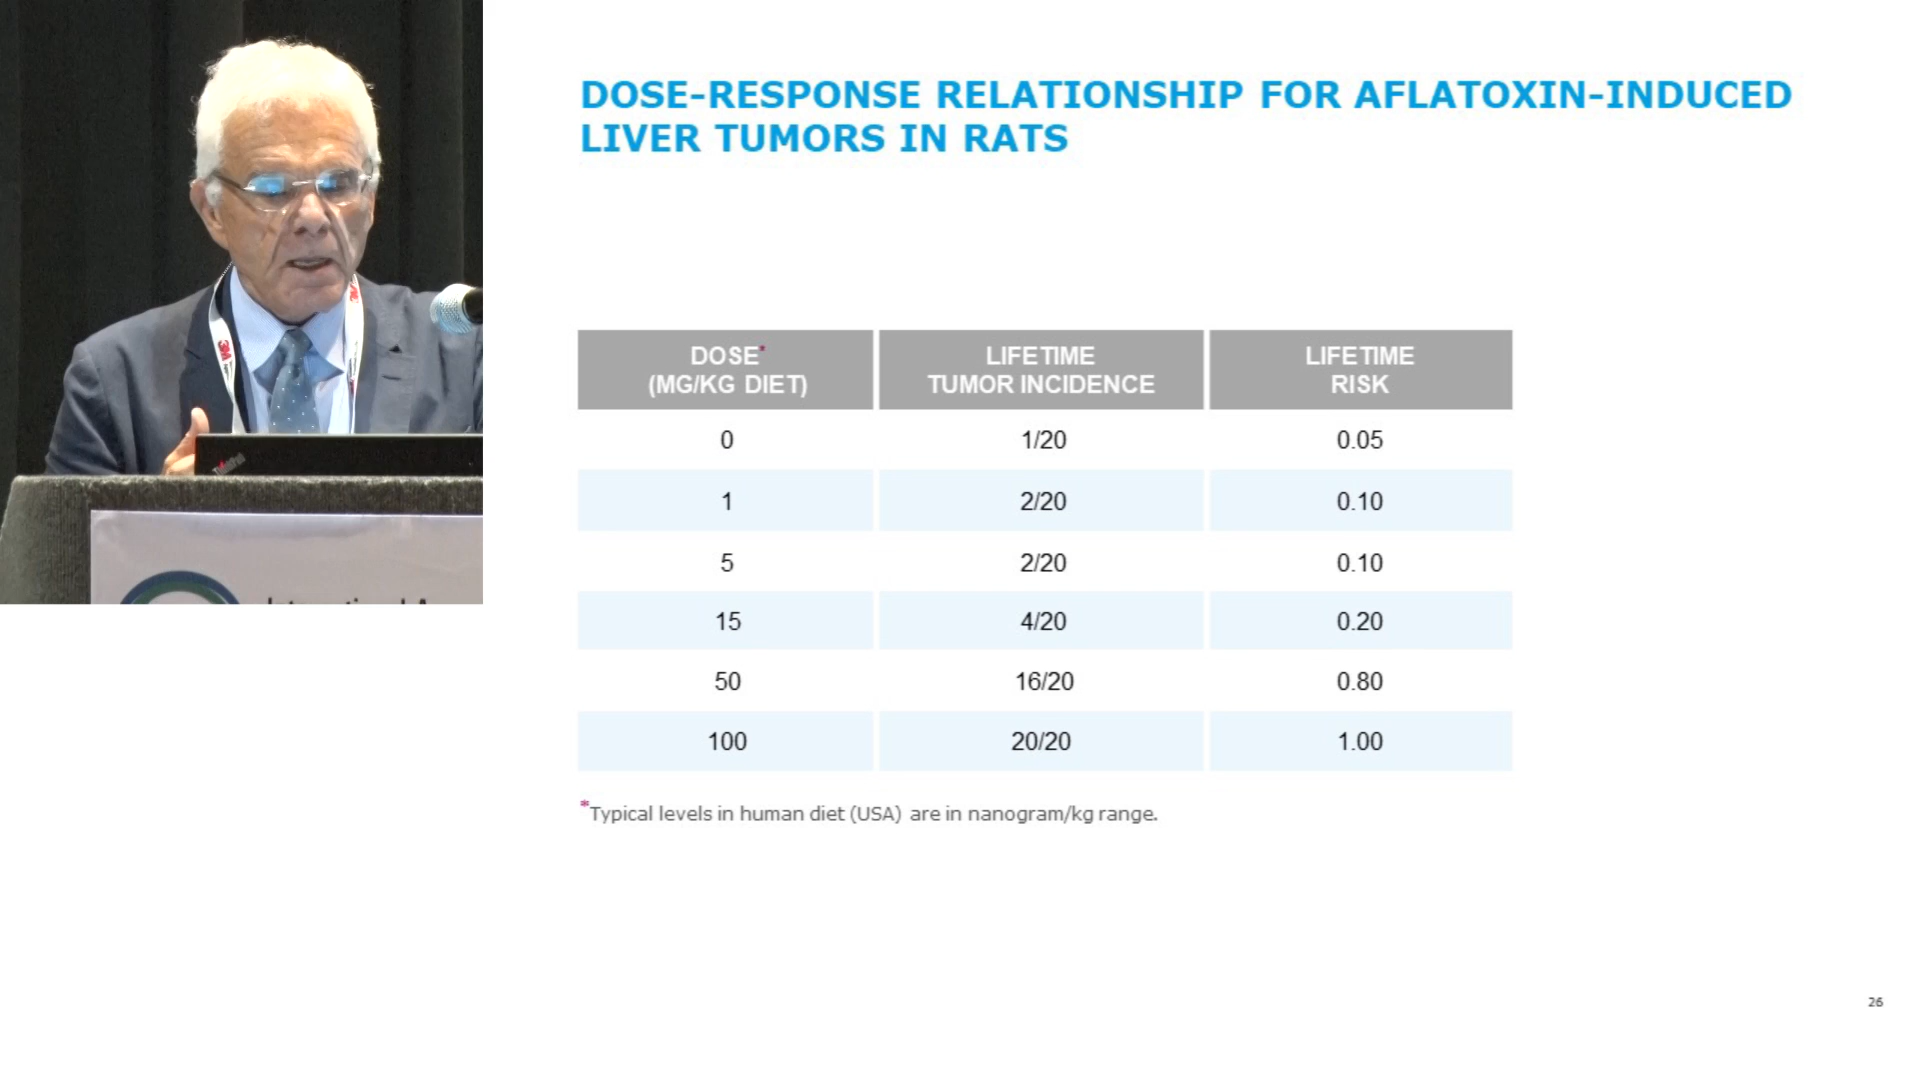 DOSE-RESPONSE RELATIONSHIP FOR AFLATOXIN-INDUCED
LIVER TUMORS IN RATS
DOSE* LIFETIME LIFETIME
(MG/KG DIET) TUMOR INCIDENCE RISK
0 1/20 0.05
1 2/20 0.10
5 2/20 0.10
15 4/20 0.20
50 16/20 0.80
100 20/20 1.00
*Typical levels in human diet (USA) are in nanogram/kg range.
26
3M
3M
ThinkPad